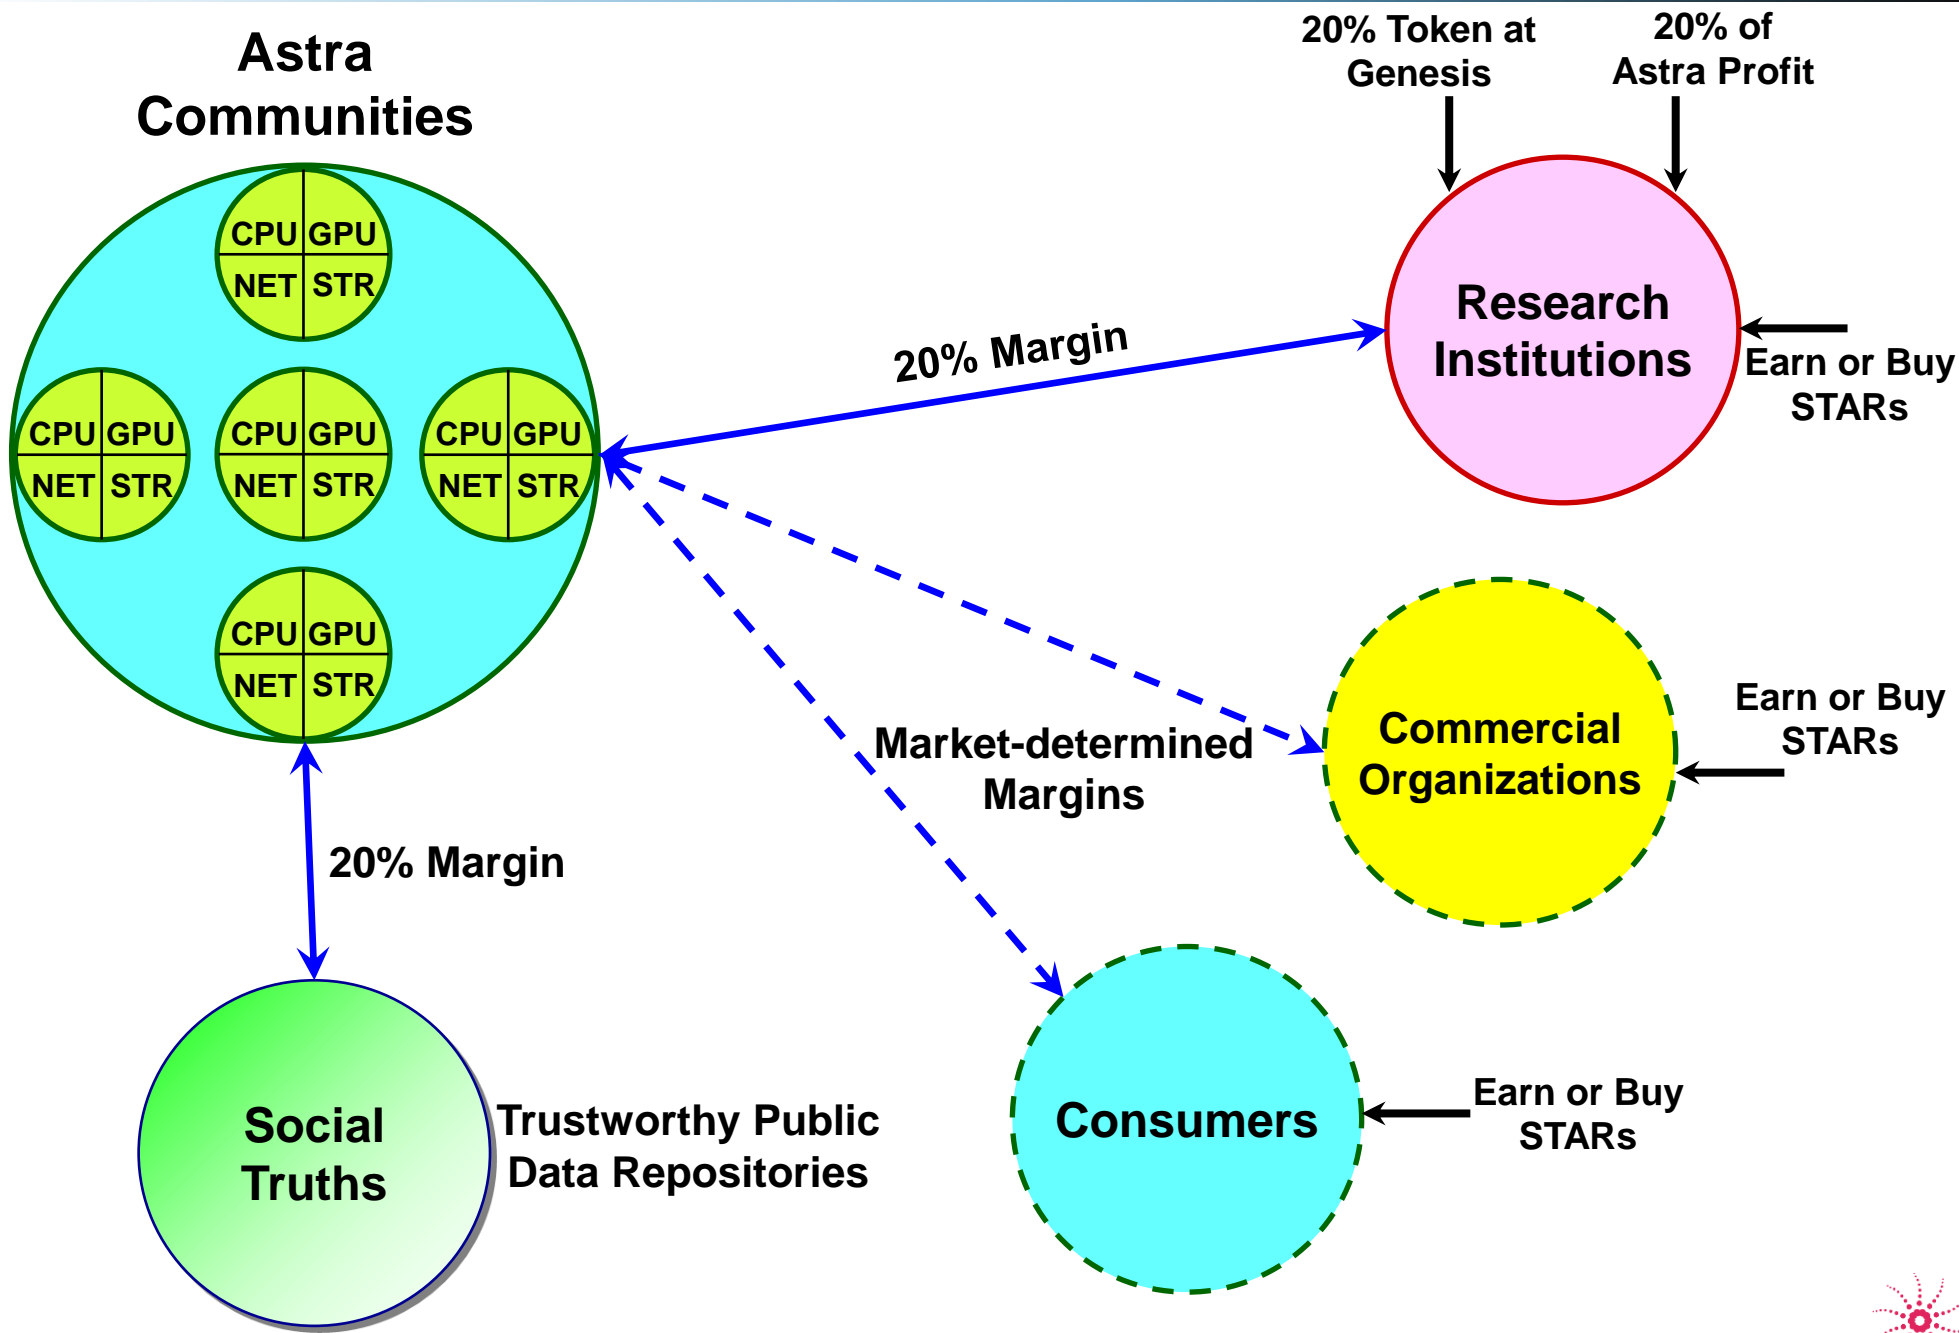 Astra
Communities
20% Token at
Genesis
20% of
Astra Profit
CPU GPU
NET STR
CPU GPU
NET STR
CPU GPU
NET STR
CPU GPU
NET STR
CPU GPU
NET STR
20% Margin
Research
Institutions
Earn or Buy
STARs
Market-determined
Margins
Commercial
Organizations
Earn or Buy
STARs
20% Margin
Social
Truths
Trustworthy Public
Data Repositories
Consumers
Earn or Buy
STARs